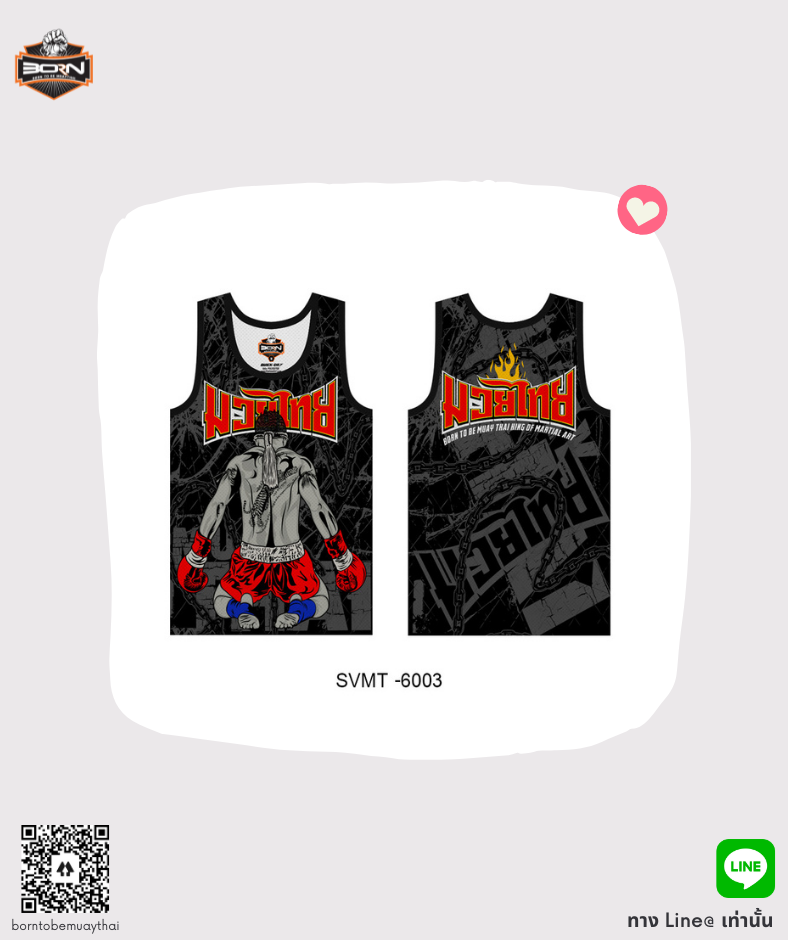 BORN
BORN TO BE MUAYTHAI
BORN
มวยไทย
มวยไทย
BORN TO BE MUAY THAI KING OF MARTIAL ART
มวยไทย
SVMT -6003
borntobemuaythai
LINE
ทาง Line@ เท่านั้น